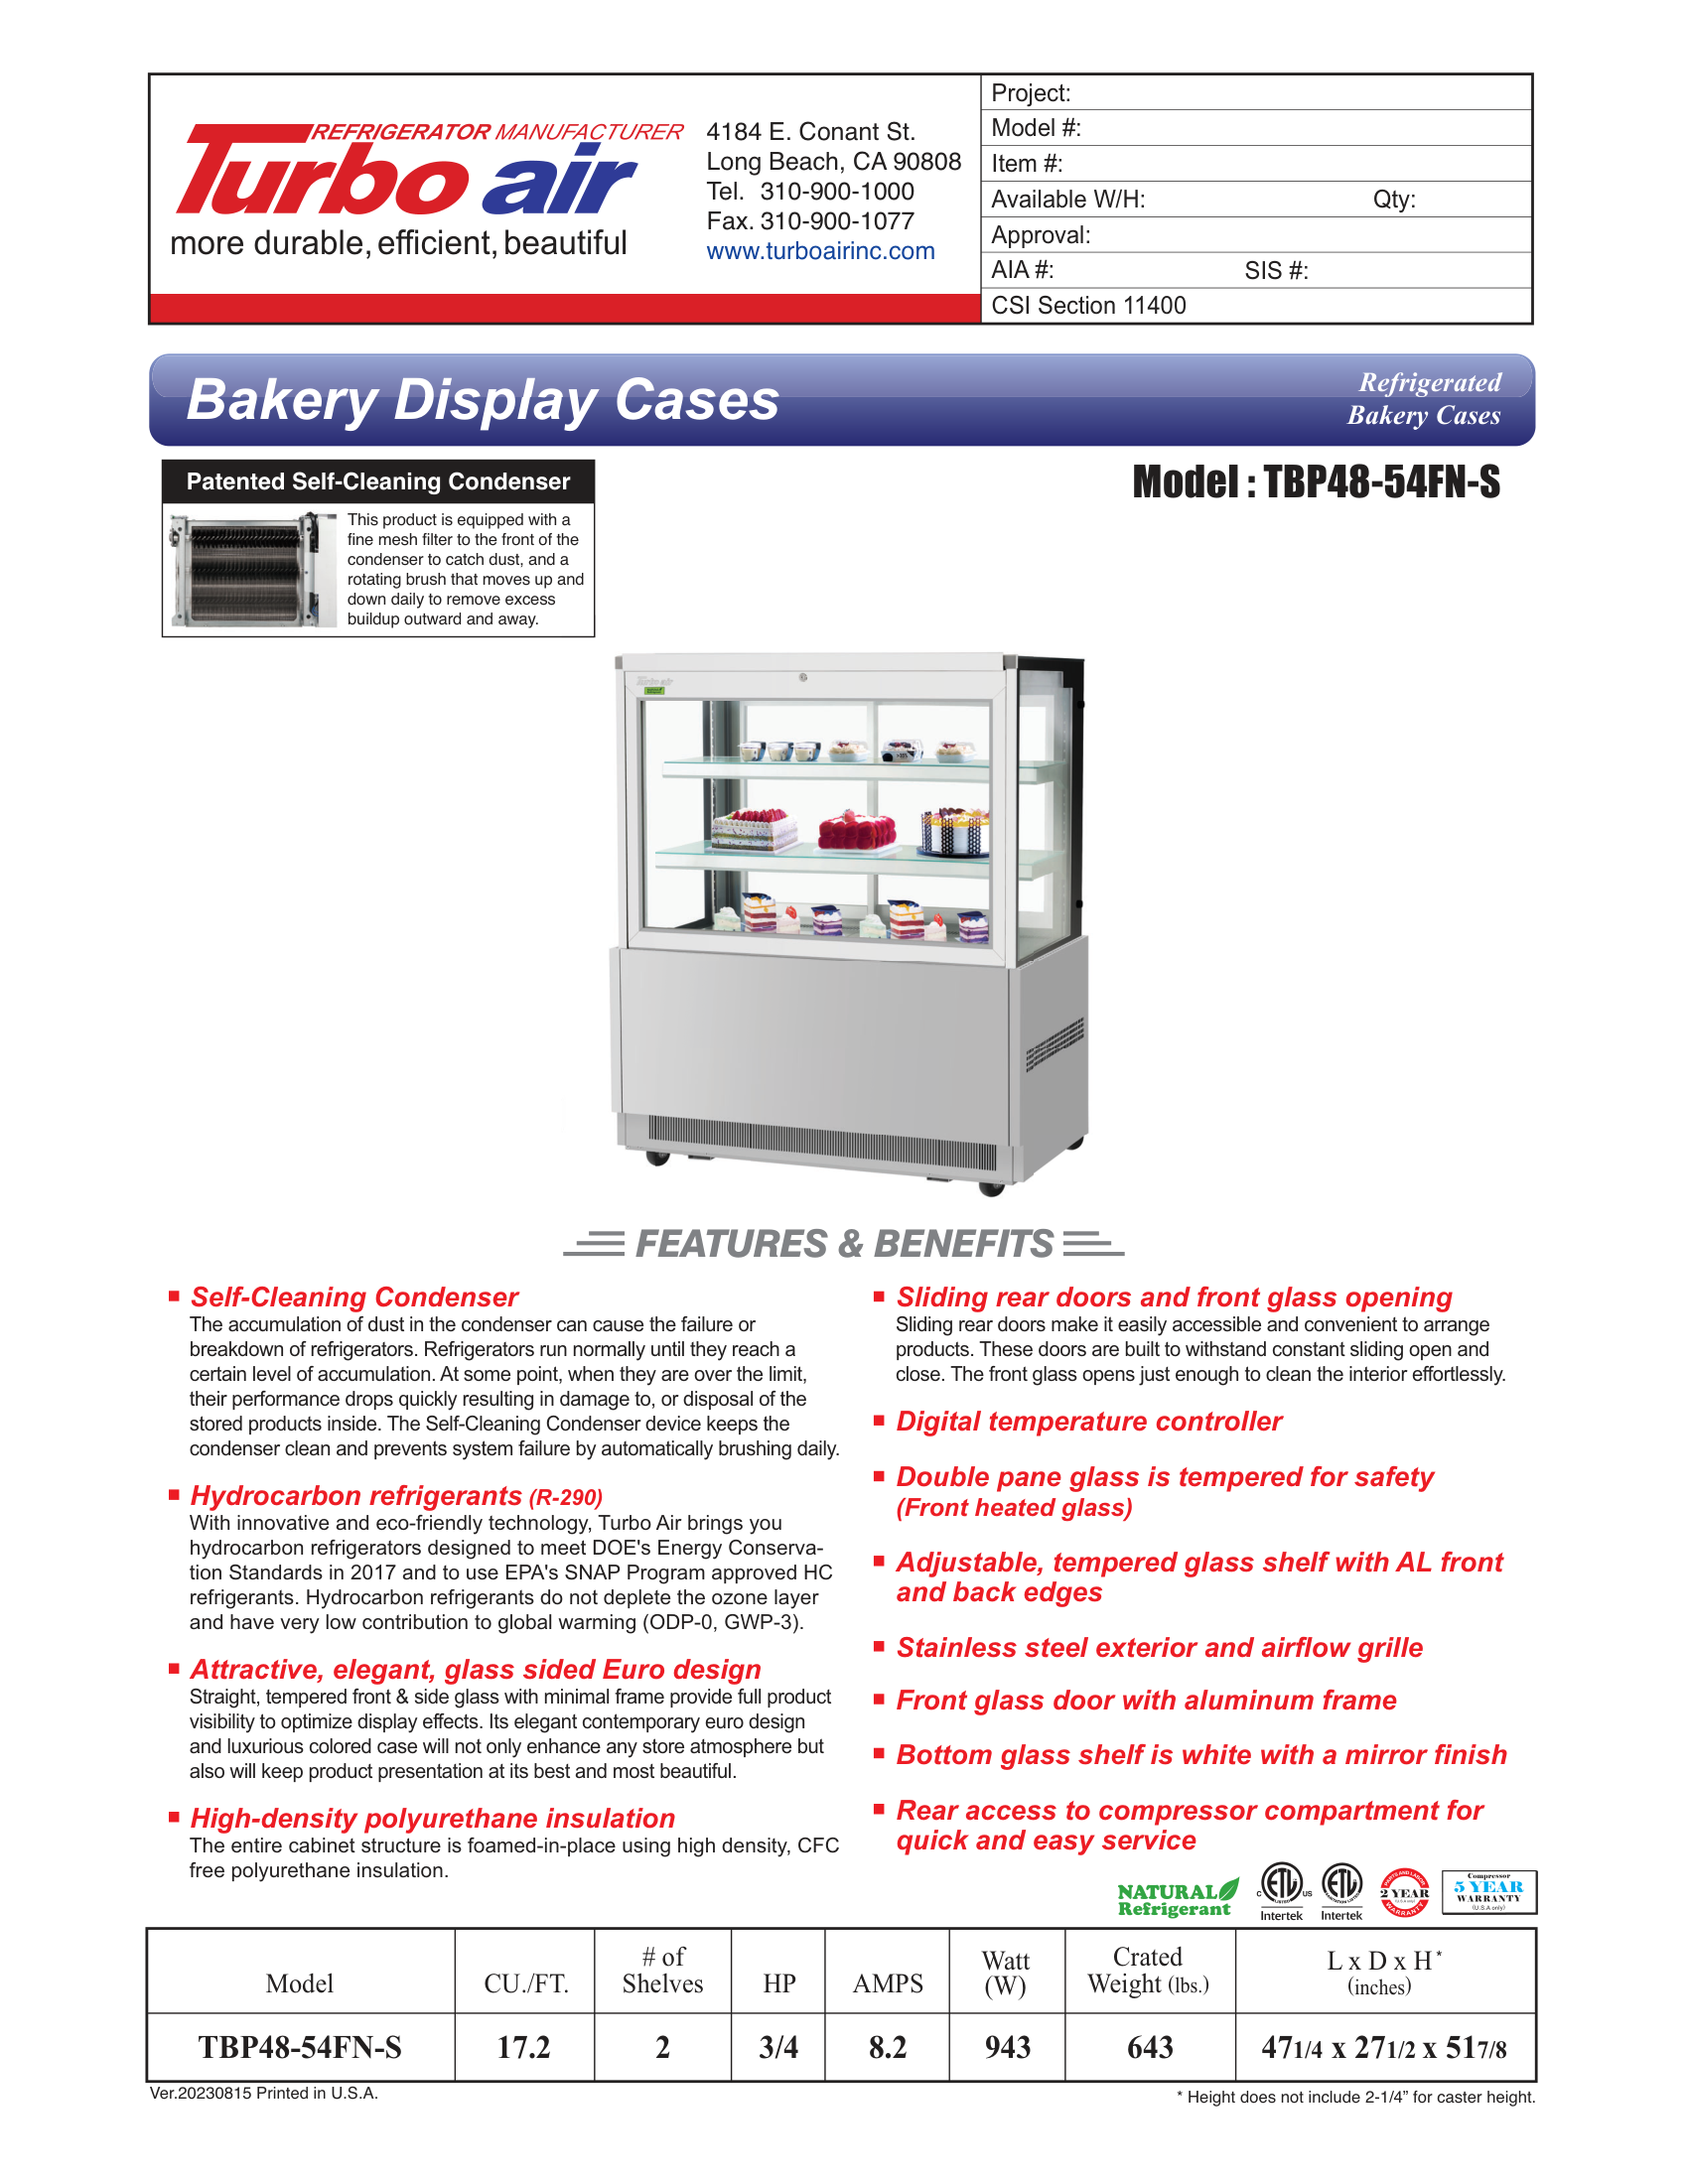 REFRIGERATOR MANUFACTURER
Turbo air
more durable, efficient, beautiful
4184 E. Conant St.
Long Beach, CA 90808
Tel. 310-900-1000
Fax. 310-900-1077
www.turboairinc.com
Project:
Model #:
Item #:
Available W/H: Qty:
Approval:
AIA #: SIS #:
CSI Section 11400
Bakery Display Cases
Refrigerated
Bakery Cases
Patented Self-Cleaning Condenser
This product is equipped with a
fine mesh filter to the front of the
condenser to catch dust, and a
rotating brush that moves up and
down daily to remove excess
buildup outward and away.
Model : TBP48-54FN-S
Turbo air
FEATURES & BENEFITS
Self-Cleaning Condenser
The accumulation of dust in the condenser can cause the failure or
breakdown of refrigerators. Refrigerators run normally until they reach a
certain level of accumulation. At some point, when they are over the limit,
their performance drops quickly resulting in damage to, or disposal of the
stored products inside. The Self-Cleaning Condenser device keeps the
condenser clean and prevents system failure by automatically brushing daily.
Hydrocarbon refrigerants (R-290)
With innovative and eco-friendly technology, Turbo Air brings you
hydrocarbon refrigerators designed to meet DOE's Energy Conserva-
tion Standards in 2017 and to use EPA's SNAP Program approved HC
refrigerants. Hydrocarbon refrigerants do not deplete the ozone layer
and have very low contribution to global warming (ODP-0, GWP-3).
Attractive, elegant, glass sided Euro design
Straight, tempered front & side glass with minimal frame provide full product
visibility to optimize display effects. Its elegant contemporary euro design
and luxurious colored case will not only enhance any store atmosphere but
also will keep product presentation at its best and most beautiful.
High-density polyurethane insulation
The entire cabinet structure is foamed-in-place using high density, CFC
free polyurethane insulation.
Sliding rear doors and front glass opening
Sliding rear doors make it easily accessible and convenient to arrange
products. These doors are built to withstand constant sliding open and
close. The front glass opens just enough to clean the interior effortlessly.
Digital temperature controller
Double pane glass is tempered for safety
(Front heated glass)
Adjustable, tempered glass shelf with AL front
and back edges
Stainless steel exterior and airflow grille
Front glass door with aluminum frame
Bottom glass shelf is white with a mirror finish
Rear access to compressor compartment for
quick and easy service
NATURAL
Refrigerant
C ETL US
LISTED
Intertek
ETL
Intertek
PARTS AND LABOR
2 YEAR
(U.S.A only)
WARRANTY
Compressor
5 YEAR
WARRANTY
(U.S.A only)
Model CU./FT. # of Shelves HP AMPS Watt (W) Crated Weight (lbs.) L x D x H* (inches)
TBP48-54FN-S 17.2 2 3/4 8.2 943 643 471/4 x 271/2 x 517/8
Ver.20230815 Printed in U.S.A.
* Height does not include 2-1/4” for caster height.